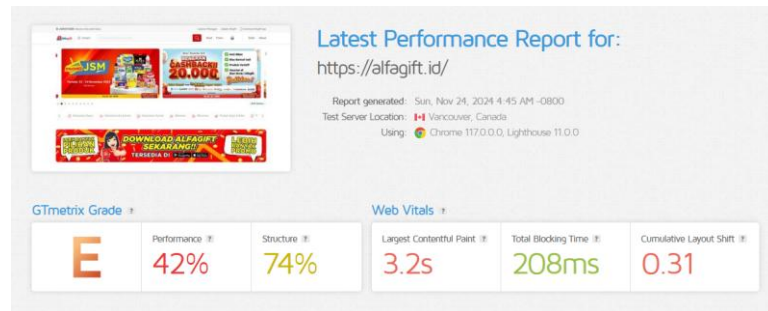 JSM
CASHBACK
20.000
DOWNLOAD ALFAGIFT
SEKARANG!!
TERSEDIA DI
Latest Performance Report for:
https://alfagift.id/
Report generated: Sun, Nov 24, 2024 4:45 AM -0800
Test Server Location: Vancouver, Canada
Using: Chrome 117.0.0.0, Lighthouse 11.0.0
GTmetrix Grade ?
Web Vitals ?
E
Performance ?
42%
Structure ?
74%
Largest Contentful Paint ?
3.2s
Total Blocking Time ?
208ms
Cumulative Layout Shift ?
0.31